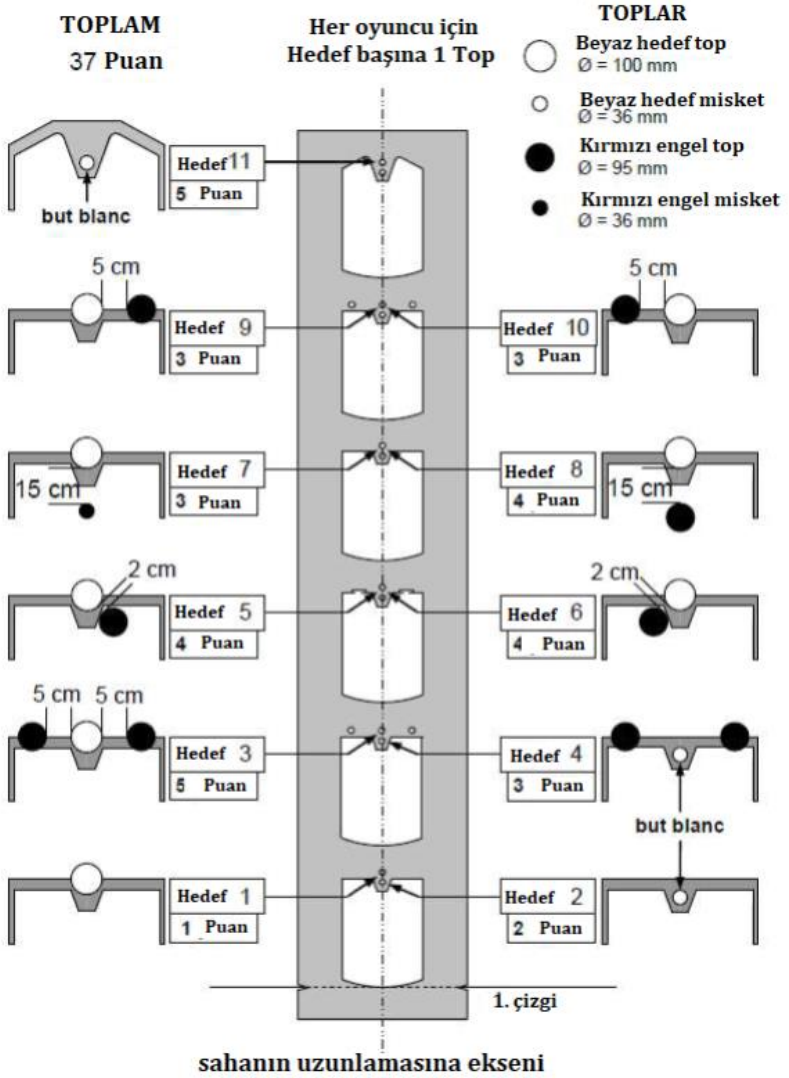 TOPLAM
37 Puan
Her oyuncu için
Hedef başına 1 Top
TOPLAR
Beyaz hedef top
Ø = 100 mm
Beyaz hedef misket
Ø = 36 mm
Kırmızı engel top
Ø = 95 mm
Kırmızı engel misket
Ø = 36 mm
but blanc
Hedef 11
5 Puan
5 cm
Hedef 9
3 Puan
Hedef 10
3 Puan
5 cm
15 cm
Hedef 7
3 Puan
Hedef 8
4 Puan
15 cm
2 cm
Hedef 5
4 Puan
Hedef 6
4 Puan
2 cm
5 cm 5 cm
Hedef 3
5 Puan
Hedef 4
3 Puan
but blanc
Hedef 1
1 Puan
Hedef 2
2 Puan
1. çizgi
sahanın uzunlamasına ekseni